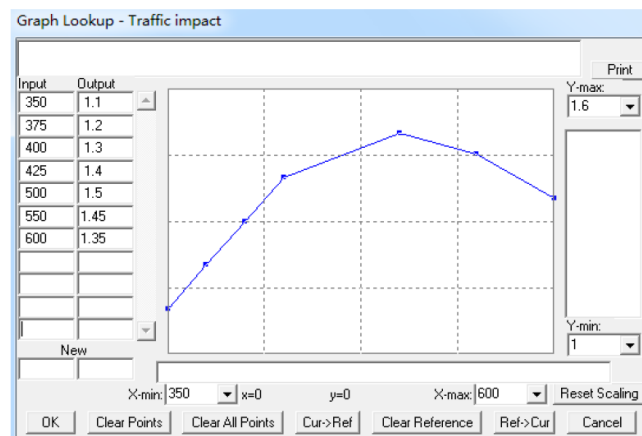 Graph Lookup - Traffic impact
Print
Input Output
350 1.1
375 1.2
400 1.3
425 1.4
500 1.5
550 1.45
600 1.35
New
Y-max:
1.6
Y-min:
1
X-min: 350 x=0 y=0 X-max: 600 Reset Scaling
OK Clear Points Clear All Points Cur->Ref Clear Reference Ref->Cur Cancel